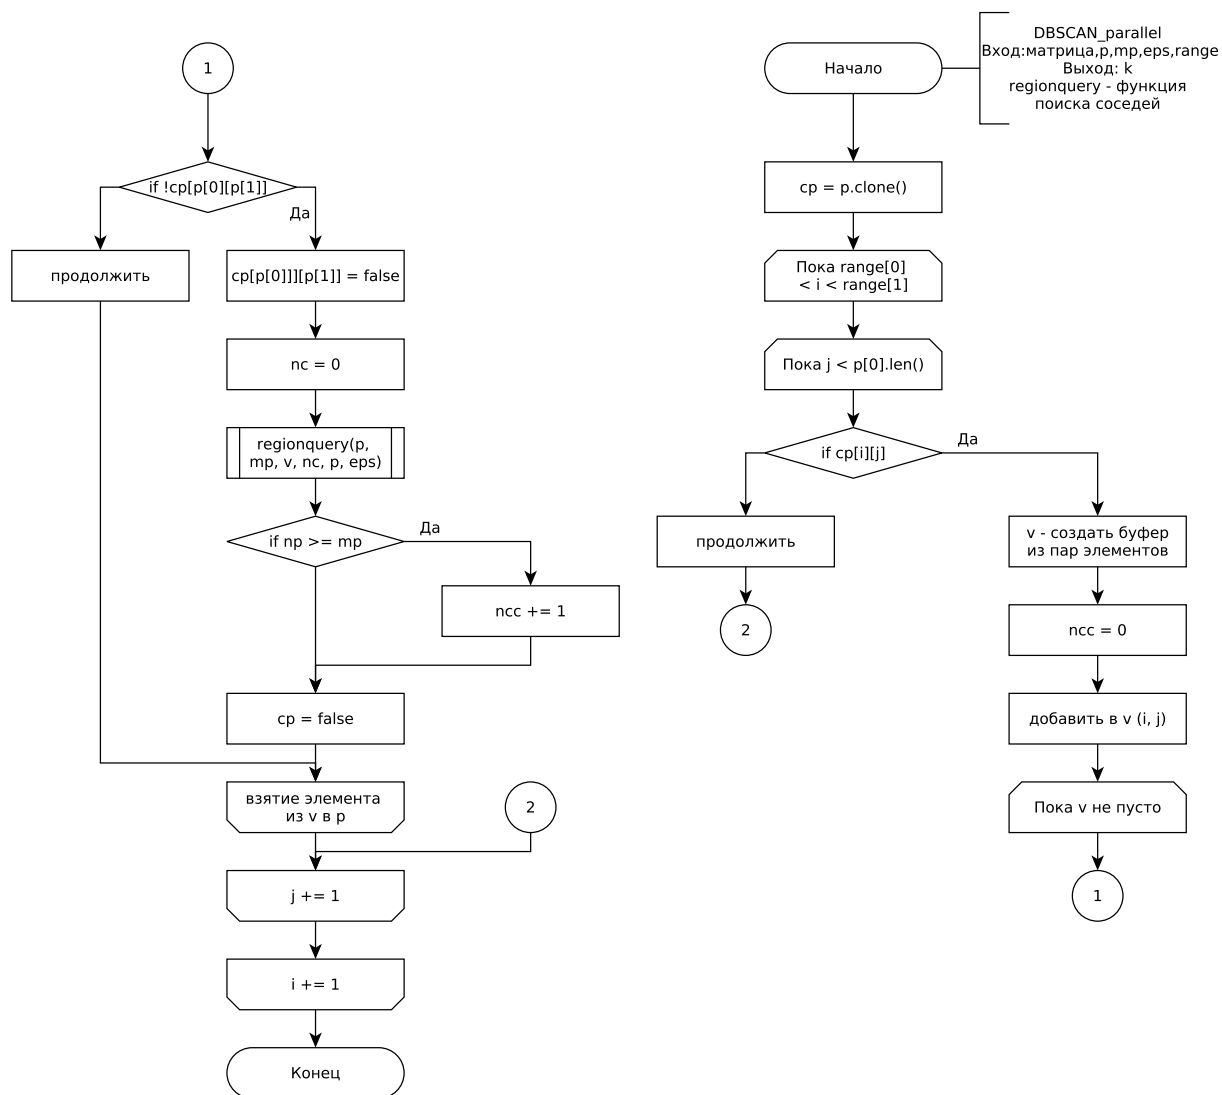 1
if !cp[p[0][p[1]]
Да
продолжить
cp[p[0]]][p[1]] = false
nc = 0
regionquery(p,
mp, v, nc, p, eps)
if np >= mp
Да
ncc += 1
cp = false
взятие элемента
из v в p
2
j += 1
i += 1
Конец
Начало
DBSCAN_parallel
Вход:матрица,p,mp,eps,range
Выход: k
regionquery - функция
поиска соседей
cp = p.clone()
Пока range[0]
< i < range[1]
Пока j < p[0].len()
if cp[i][j]
Да
продолжить
2
v - создать буфер
из пар элементов
ncc = 0
добавить в v (i, j)
Пока v не пусто
1